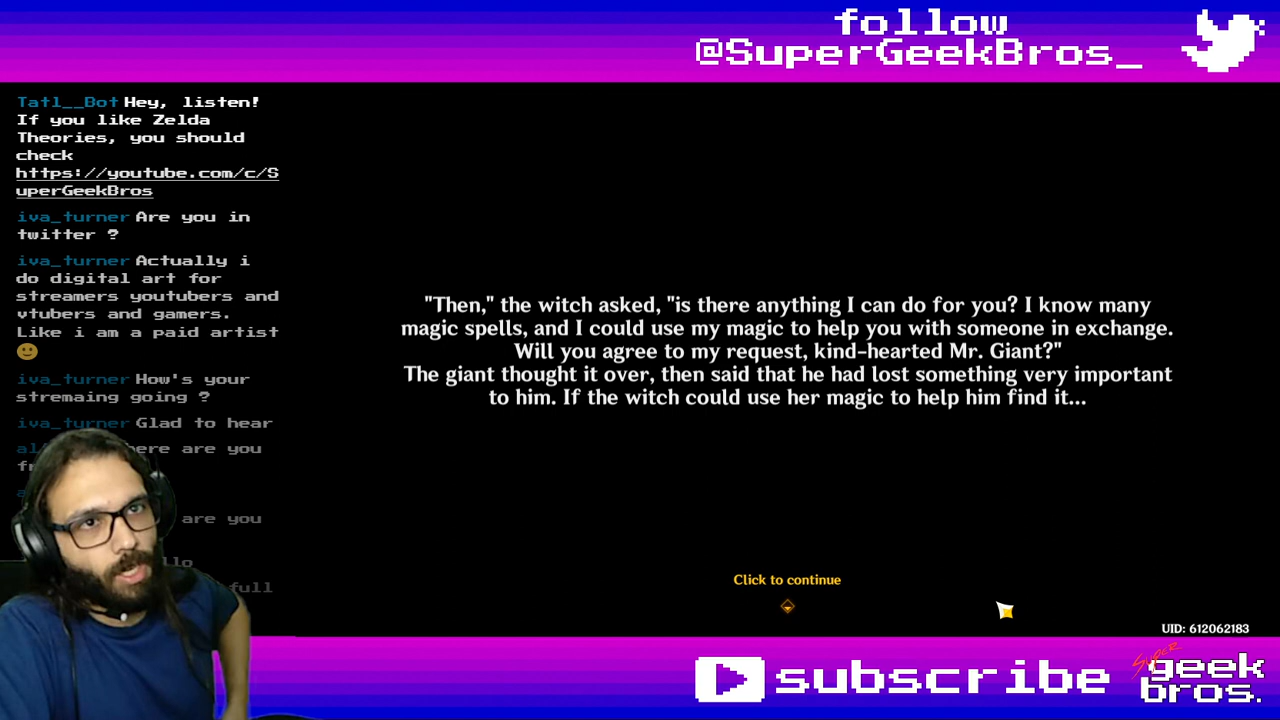 follow
@SuperGeekBros_
Tatl__Bot Hey, listen!
If you like Zelda
Theories, you should
check
https://youtube.com/c/S
uperGeekBros
iva_turner Are you in
twitter ?
iva_turner Actually i
do digital art for
streamers youtubers and
vtubers and gamers.
Like i am a paid artist
iva_turner How's your
stremaing going ?
iva_turner Glad to hear
are you
are you
full
"Then," the witch asked, "is there anything I can do for you? I know many
magic spells, and I could use my magic to help you with someone in exchange.
Will you agree to my request, kind-hearted Mr. Giant?"
The giant thought it over, then said that he had lost something very important
to him. If the witch could use her magic to help him find it...
Click to continue
UID: 612062183
subscribe
SUPER
geek
bros.